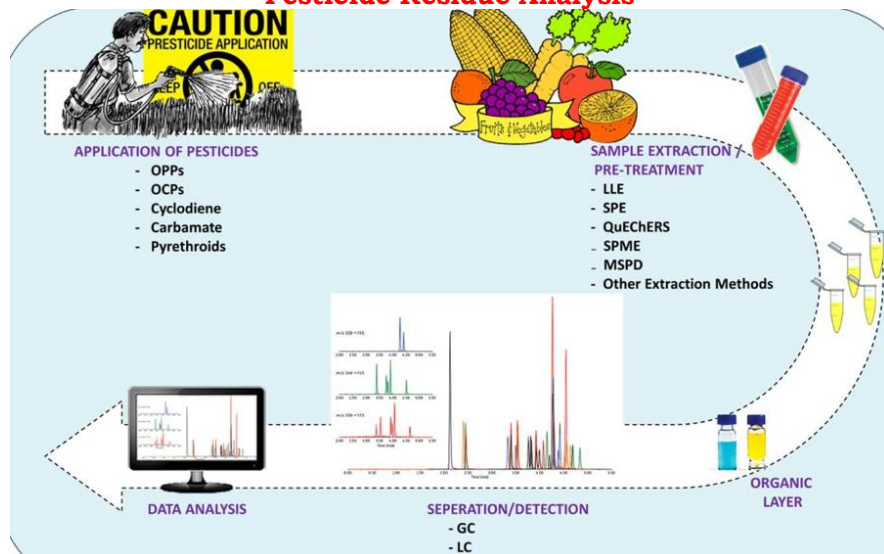 Pesticide Residue Analysis
CAUTION
PRESTICIDE APPLICATION
KEEP OFF
Fruits & Vegetables
APPLICATION OF PESTICIDES
- OPPs
- OCPs
- Cyclodiene
- Carbamate
- Pyrethroids
SAMPLE EXTRACTION /
PRE-TREATMENT
- LLE
- SPE
- QuEChERS
- SPME
- MSPD
- Other Extraction Methods
ORGANIC
LAYER
SEPERATION/DETECTION
- GC
- LC
DATA ANALYSIS